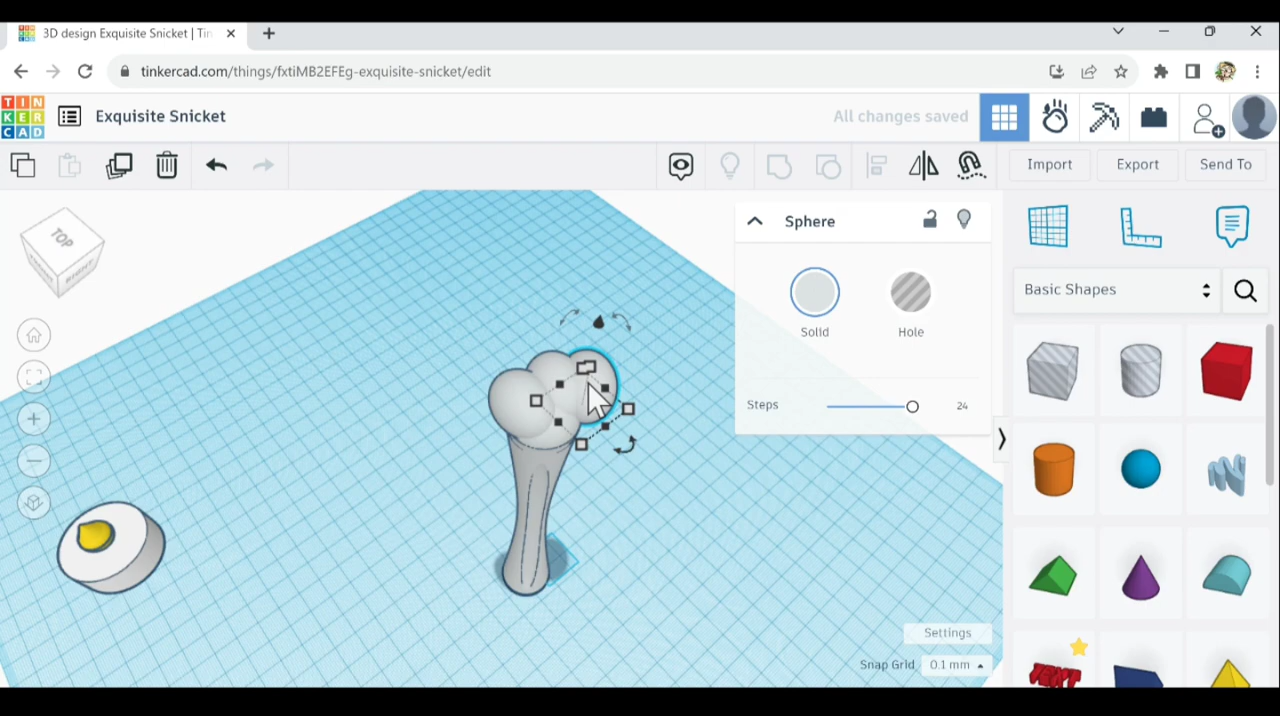 3D design Exquisite Snicket | Tin
tinkercad.com/things/fxtiMB2EFEg-exquisite-snicket/edit
TIN
KER
CAD
Exquisite Snicket
All changes saved
Import
Export
Send To
TOP
RIGHT
Sphere
Solid
Hole
Steps
24
Basic Shapes
TEXT
Settings
Snap Grid
0.1 mm